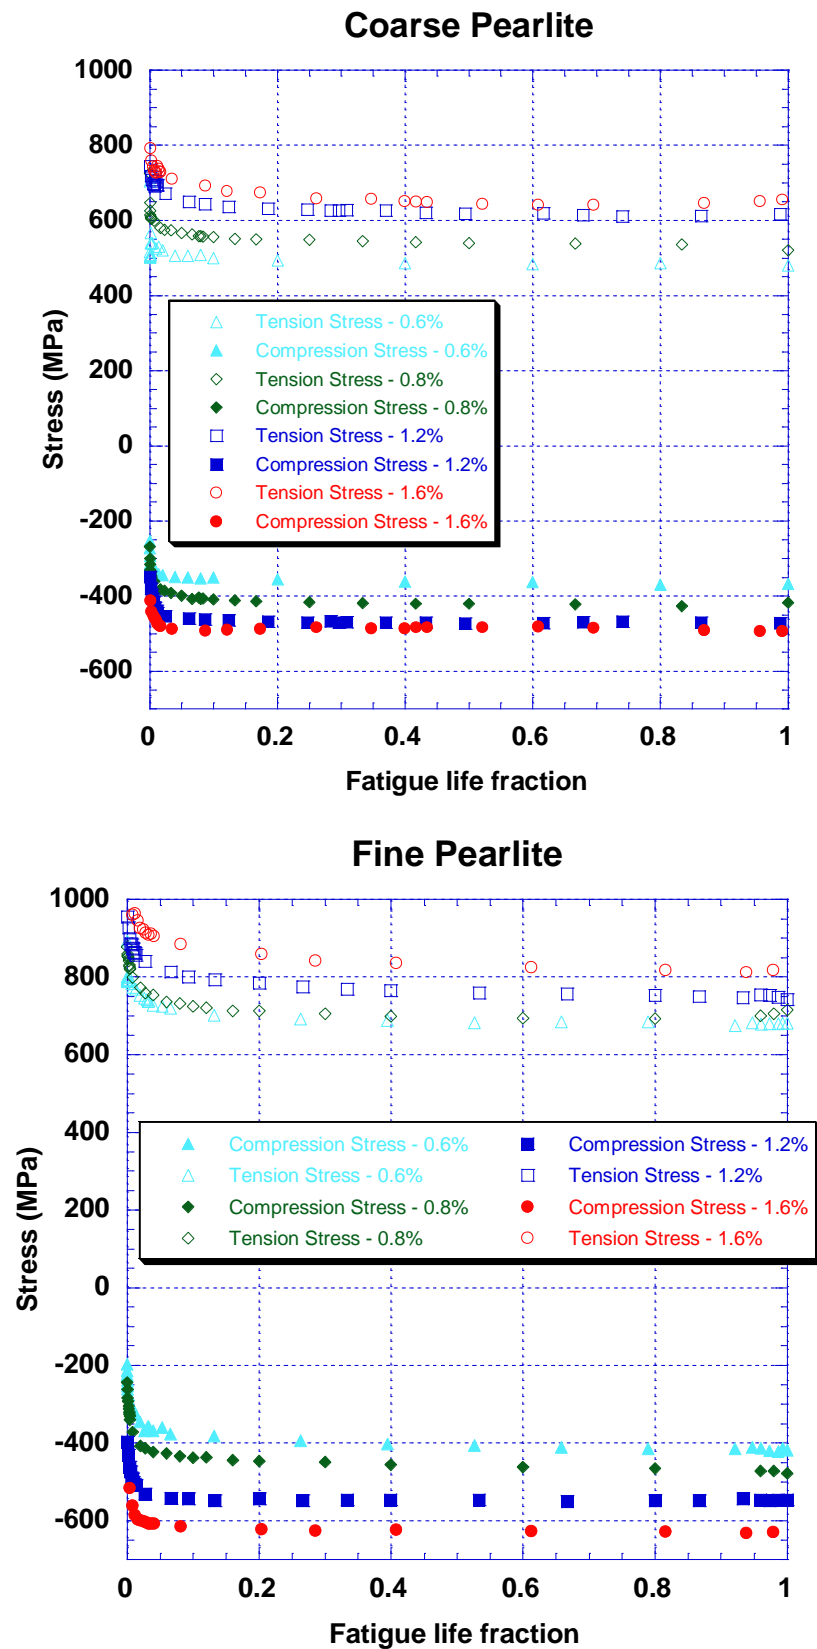 Coarse Pearlite
1000
800
600
400
200
0
-200
-400
-600
Stress (MPa)
Tension Stress - 0.6%
Compression Stress - 0.6%
Tension Stress - 0.8%
Compression Stress - 0.8%
Tension Stress - 1.2%
Compression Stress - 1.2%
Tension Stress - 1.6%
Compression Stress - 1.6%
0 0.2 0.4 0.6 0.8 1
Fatigue life fraction
Fine Pearlite
1000
800
600
400
200
0
-200
-400
-600
Stress (MPa)
Compression Stress - 0.6% Compression Stress - 1.2%
Tension Stress - 0.6% Tension Stress - 1.2%
Compression Stress - 0.8% Compression Stress - 1.6%
Tension Stress - 0.8% Tension Stress - 1.6%
0 0.2 0.4 0.6 0.8 1
Fatigue life fraction